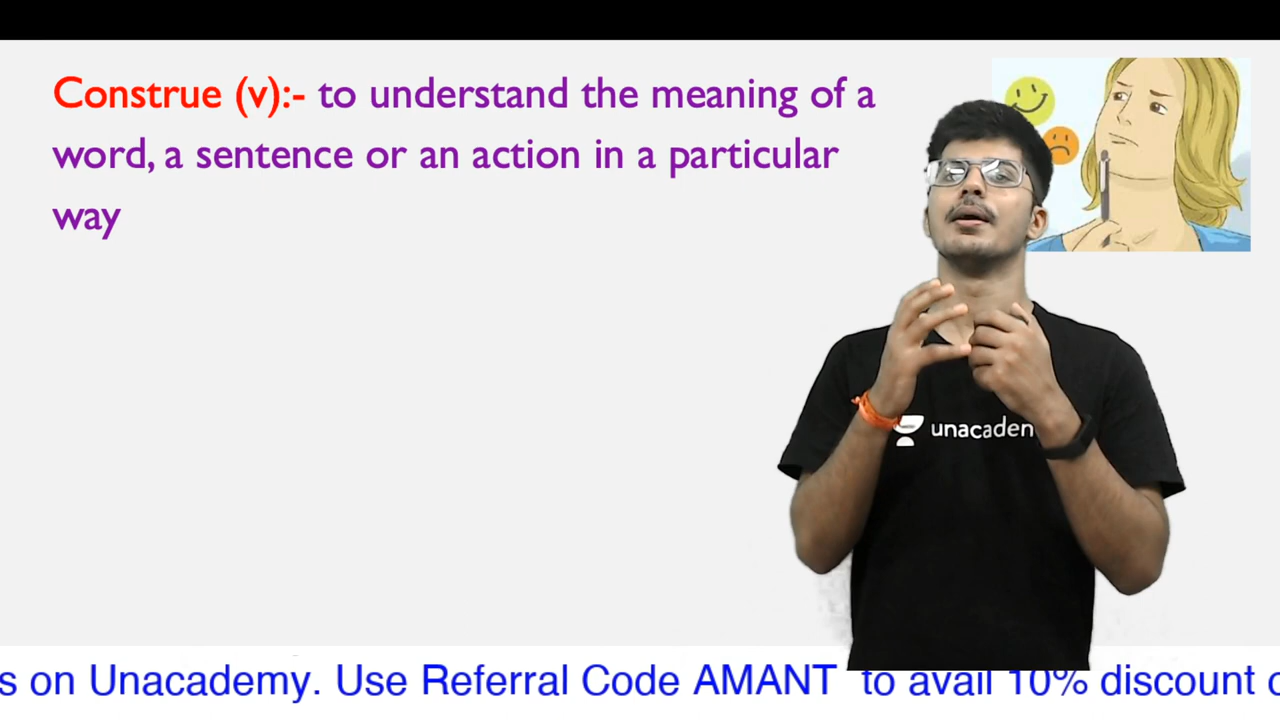 Construe (v):- to understand the meaning of a
word, a sentence or an action in a particular
way
unacadem
s on Unacademy. Use Referral Code AMANT to avail 10% discount o